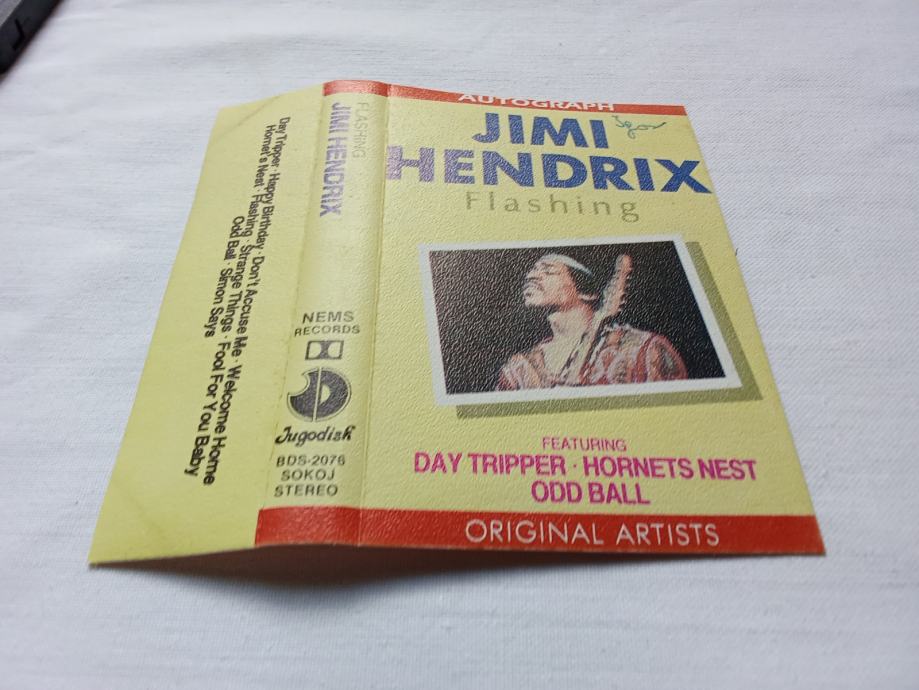 AUTOGRAPH
JIMI
HENDRIX
Flashing
FEATURING
DAY TRIPPER · HORNETS NEST
ODD BALL
ORIGINAL ARTISTS
FLASHING
JIMI HENDRIX
NEMS
RECORDS
Jugodisk
BDS-2076
SOKOJ
STEREO
Day Tripper · Happy Birthday · Don't Accuse Me · Welcome Home
Hornet's Nest · Flashing · Strange Things · Fool For You Baby
Odd Ball · Simon Says